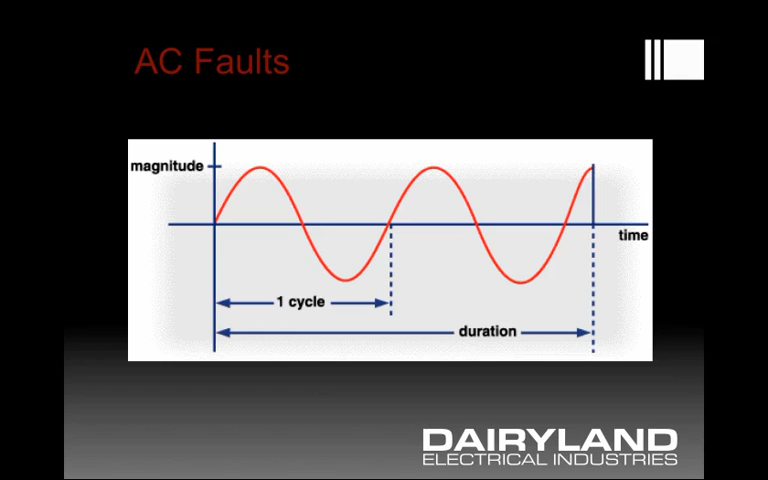 AC Faults
magnitude
time
1 cycle
duration
DAIRYLAND
ELECTRICAL INDUSTRIES